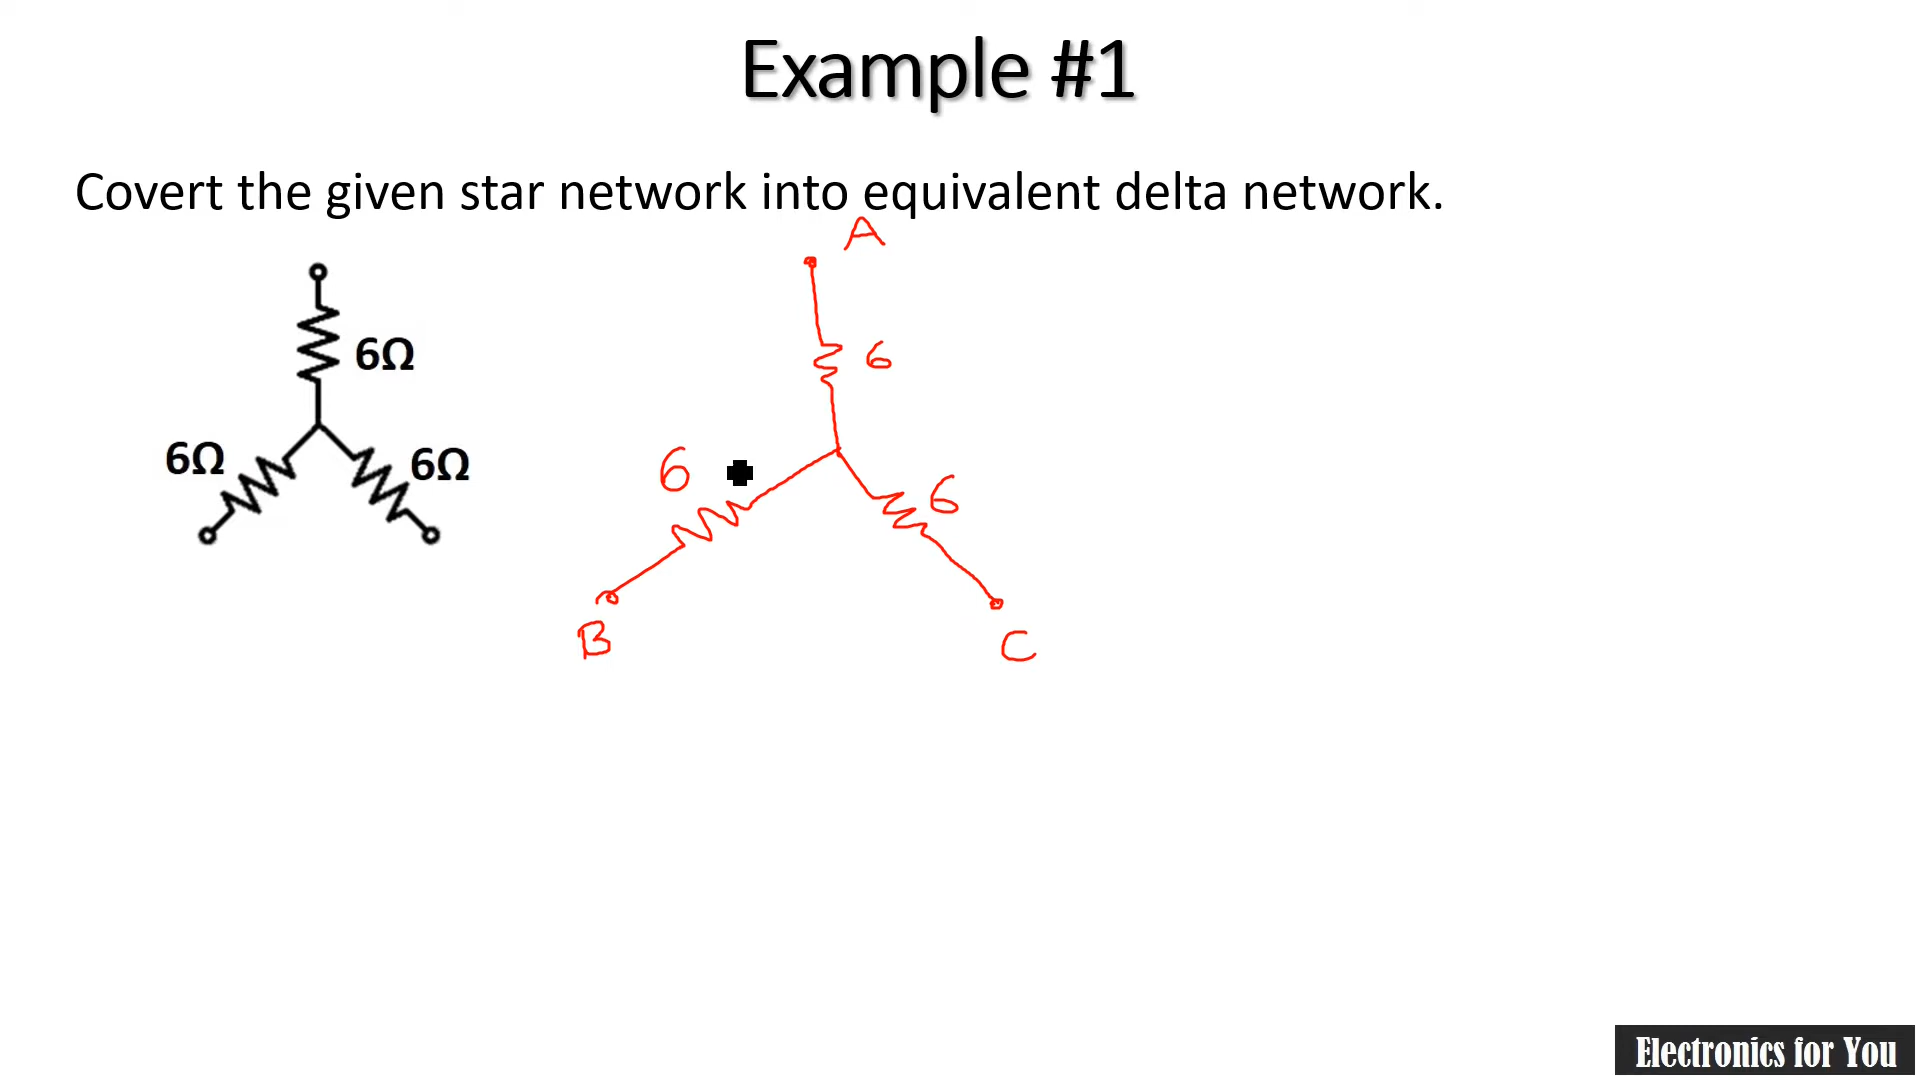 Example #1
Covert the given star network into equivalent delta network.
A
6Ω
6
6Ω
6Ω
6
6
B
C
Electronics for You